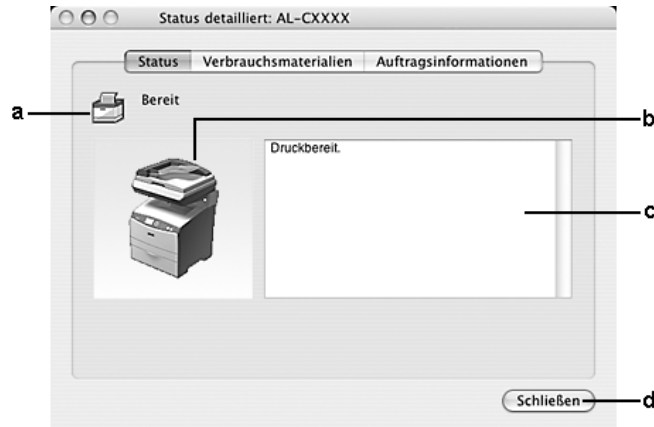 Status detailliert: AL-CXXXX
Status Verbrauchsmaterialien Auftragsinformationen
a
Bereit
b
Druckbereit.
c
Schließen
d